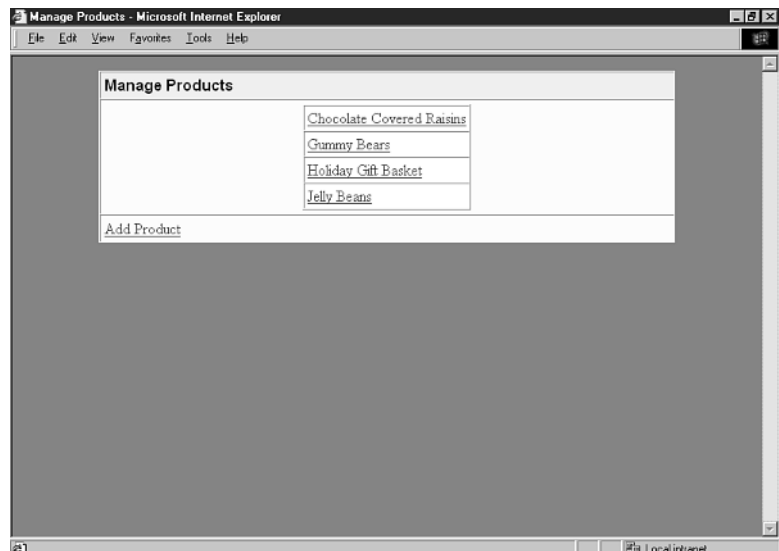 Manage Products - Microsoft Internet Explorer
File Edit View Favorites Tools Help
Manage Products
Chocolate Covered Raisins
Gummy Bears
Holiday Gift Basket
Jelly Beans
Add Product
Local intranet